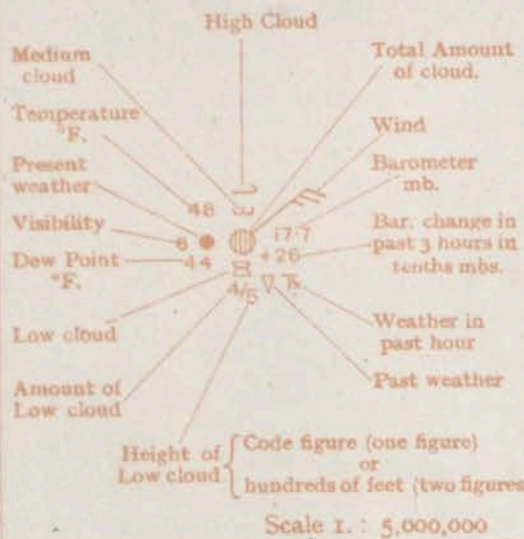 High Cloud
Medium
cloud
Total Amount
of cloud.
Temperature
°F.
Wind
Present
weather
Barometer
mb.
48
Visibility
6
17.7
Bar. change in
past 3 hours in
tenths mbs.
Dew Point
°F.
44
+26
4/5
Low cloud
Weather in
past hour
Amount of
Low cloud
Past weather
Height of
Low cloud
Code figure (one figure)
or
hundreds of feet (two figures
Scale 1. : 5,000,000